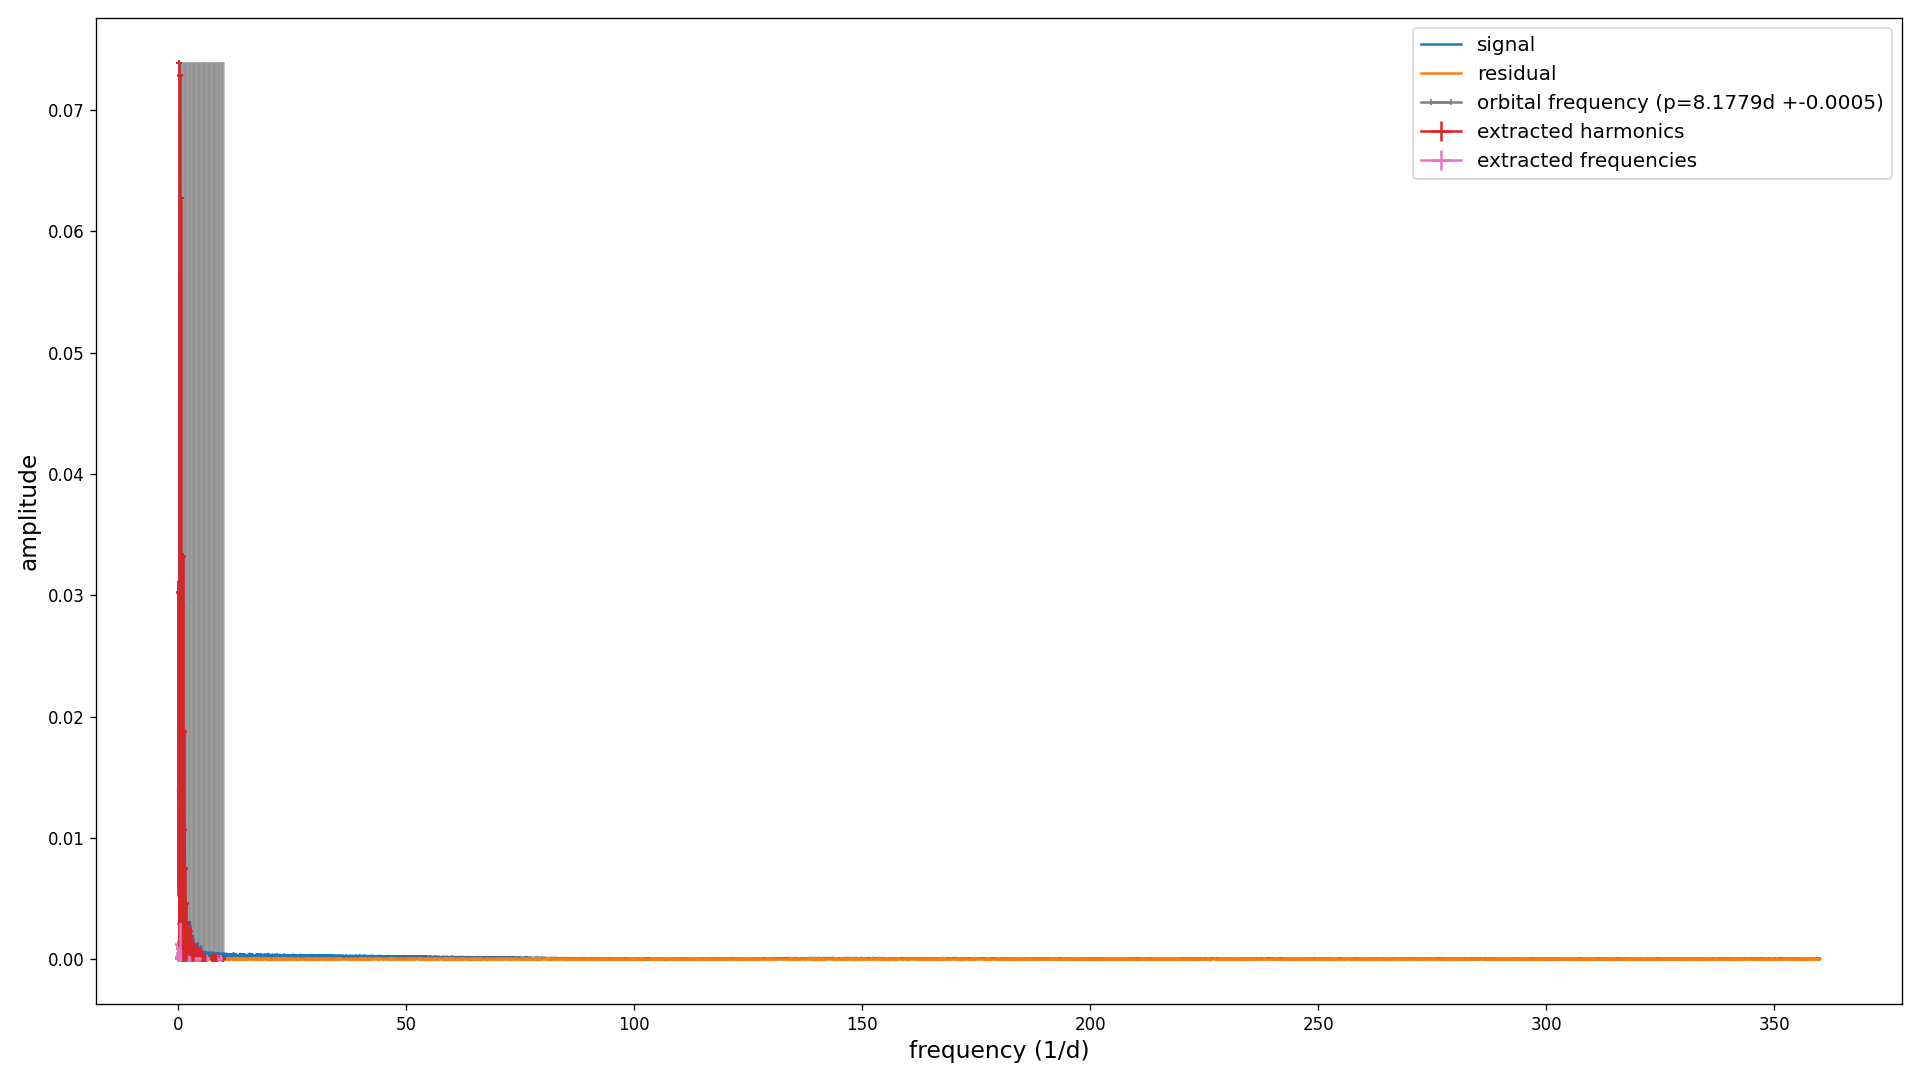 signal
residual
orbital frequency (p=8.1779d +-0.0005)
extracted harmonics
extracted frequencies
0.07
0.06
0.05
0.04
0.03
0.02
0.01
0.00
amplitude
0 50 100 150 200 250 300 350
frequency (1/d)